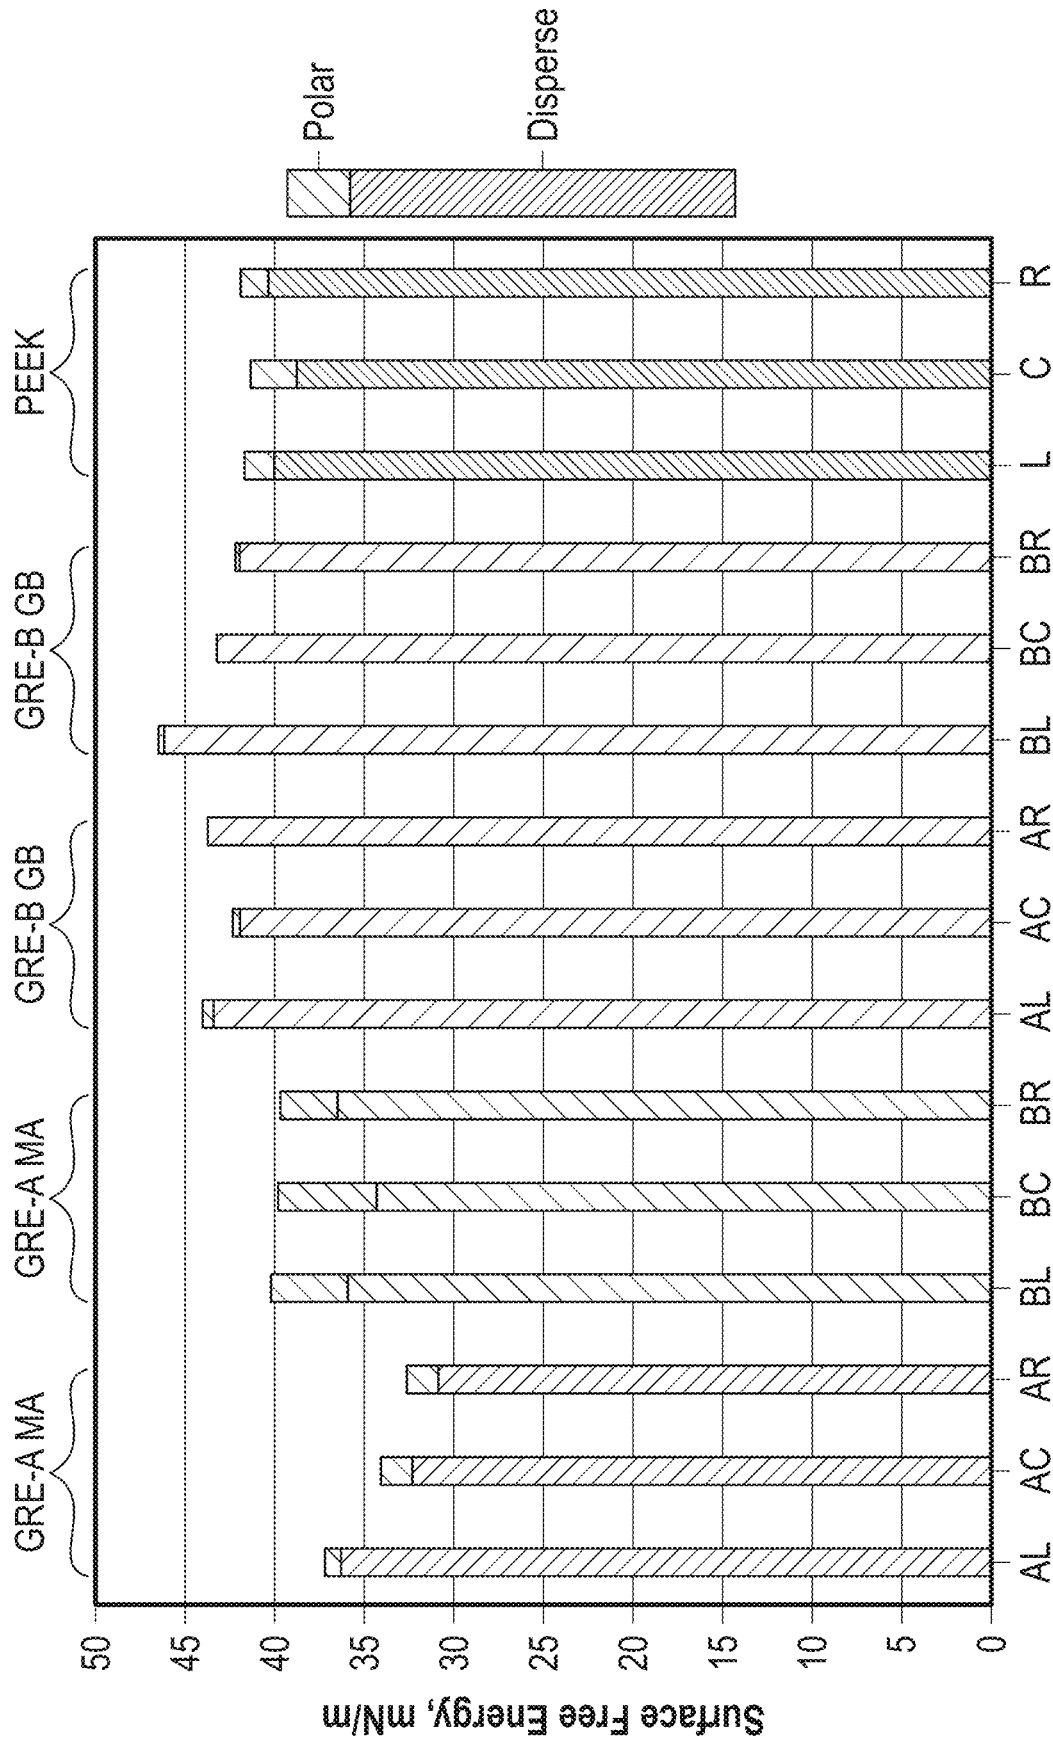 GRE-A MA
GRE-A MA
GRE-B GB
GRE-B GB
PEEK
Polar
Disperse
Surface Free Energy, mN/m
50
45
40
35
30
25
20
15
10
5
0
AL
AC
AR
BL
BC
BR
AL
AC
AR
BL
BC
BR
L
C
R